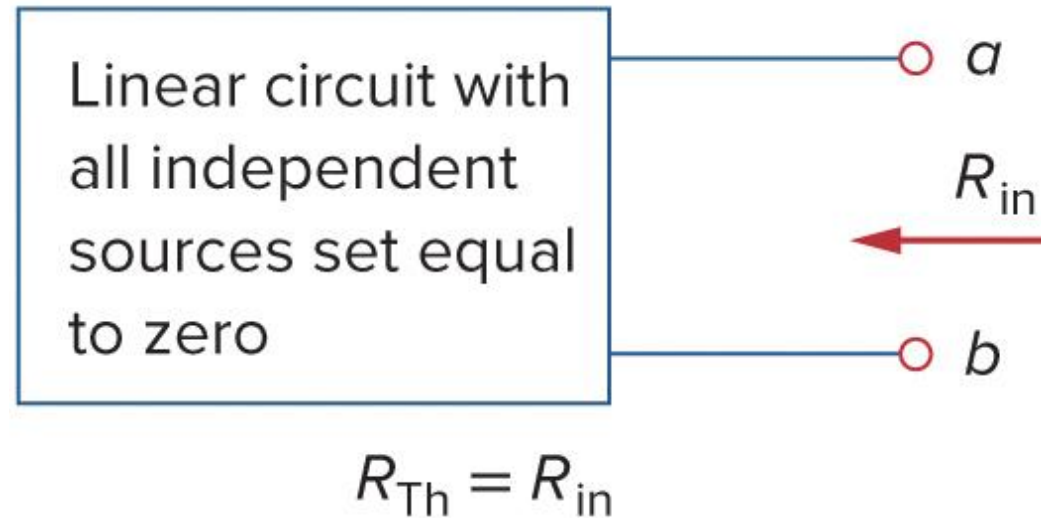 Linear circuit with
all independent
sources set equal
to zero
a
R_in
b
R_Th = R_in